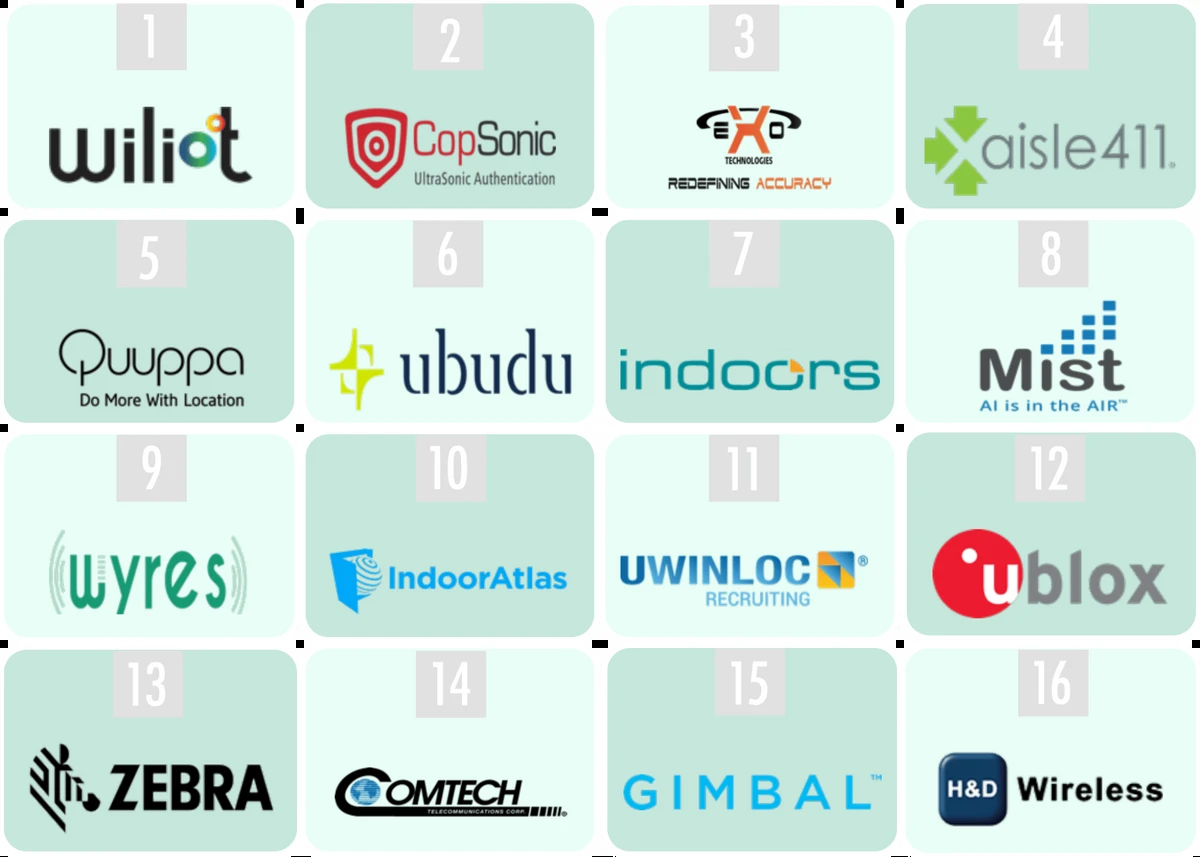 1
wiliot
2
CopSonic
UltraSonic Authentication
3
EXO
TECHNOLOGIES
REDEFINING ACCURACY
4
aisle411®
5
Quuppa
Do More With Location
6
ubudu
7
indoors
8
Mist
AI is in the AIR™
9
wyres
10
IndoorAtlas
11
UWINLOC®
RECRUITING
12
ublox
13
ZEBRA
14
COMTECH
TELECOMMUNICATIONS CORP.®
15
GIMBAL™
16
H&D Wireless